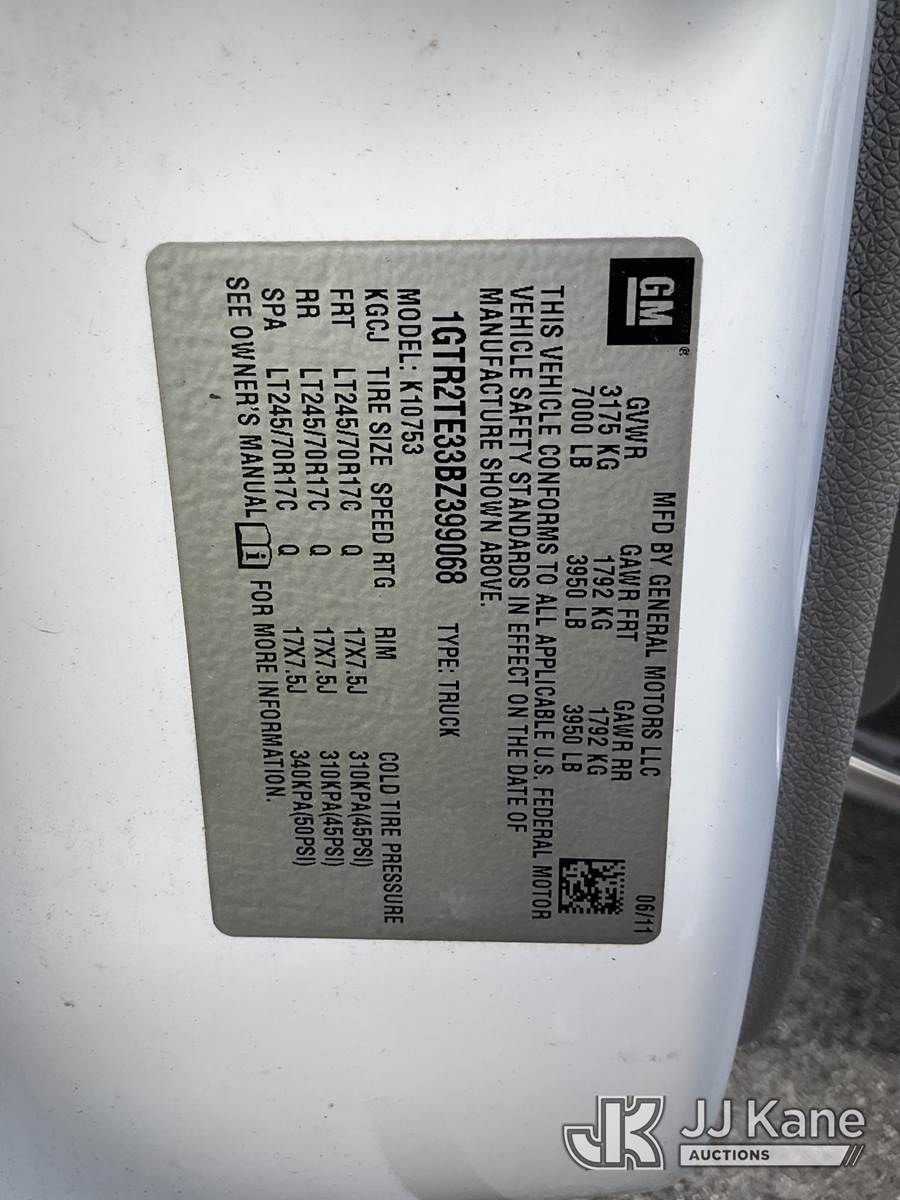 GM®
MFD BY GENERAL MOTORS LLC 06/11
GVWR GAWR FRT GAWR RR
3175 KG 1792 KG 1792 KG
7000 LB 3950 LB 3950 LB
THIS VEHICLE CONFORMS TO ALL APPLICABLE U.S. FEDERAL MOTOR
VEHICLE SAFETY STANDARDS IN EFFECT ON THE DATE OF
MANUFACTURE SHOWN ABOVE.
1GTR2TE33BZ399068 TYPE: TRUCK
MODEL: K10753
KGCJ TIRE SIZE SPEED RTG RIM COLD TIRE PRESSURE
FRT LT245/70R17C Q 17X7.5J 310KPA(45PSI)
RR LT245/70R17C Q 17X7.5J 310KPA(45PSI)
SPA LT245/70R17C Q 17X7.5J 340KPA(50PSI)
SEE OWNER'S MANUAL i FOR MORE INFORMATION.
JK JJ Kane
AUCTIONS